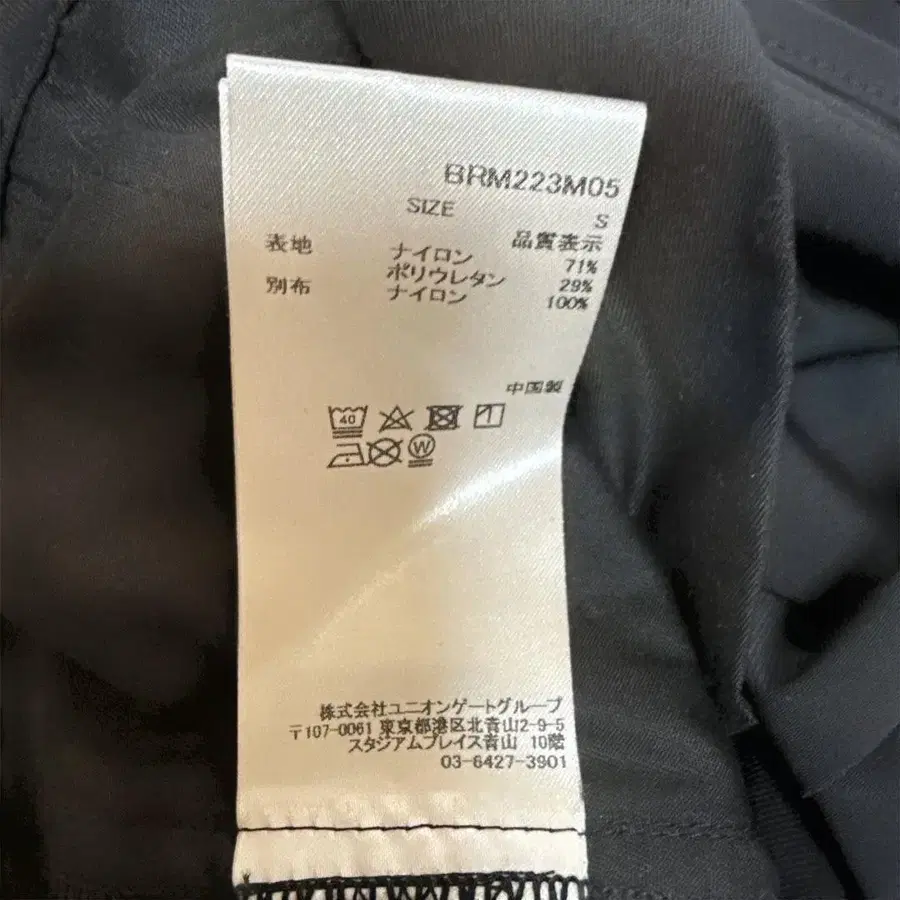 BRM223M05
SIZE S
品質表示
表地 ナイロン 71%
ポリウレタン 29%
別布 ナイロン 100%
中国製
40
W
株式会社ユニオンゲートグループ
〒107-0061 東京都港区北青山2-9-5
スタジアムプレイス青山 10階
03-6427-3901